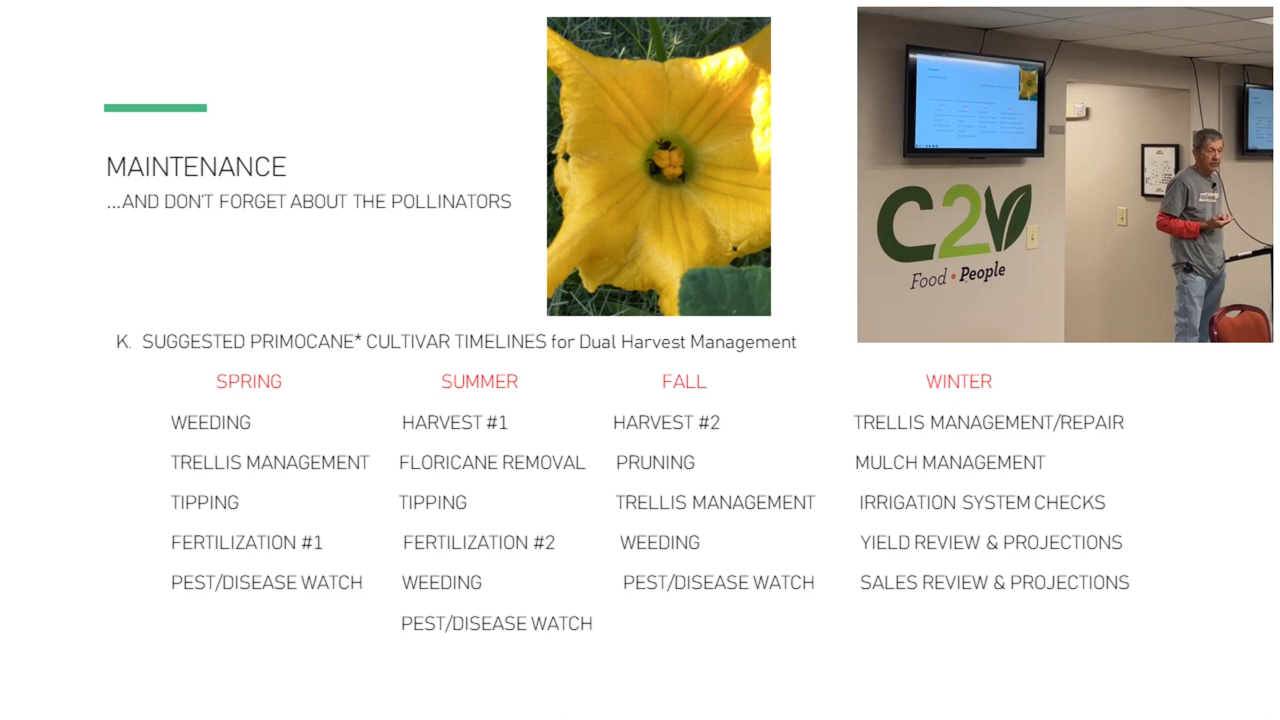 MAINTENANCE
...AND DON'T FORGET ABOUT THE POLLINATORS
C2V
Food • People
K. SUGGESTED PRIMOCANE* CULTIVAR TIMELINES for Dual Harvest Management
SPRING SUMMER FALL WINTER
WEEDING HARVEST #1 HARVEST #2 TRELLIS MANAGEMENT/REPAIR
TRELLIS MANAGEMENT FLORICANE REMOVAL PRUNING MULCH MANAGEMENT
TIPPING TIPPING TRELLIS MANAGEMENT IRRIGATION SYSTEM CHECKS
FERTILIZATION #1 FERTILIZATION #2 WEEDING YIELD REVIEW & PROJECTIONS
PEST/DISEASE WATCH WEEDING PEST/DISEASE WATCH SALES REVIEW & PROJECTIONS
PEST/DISEASE WATCH